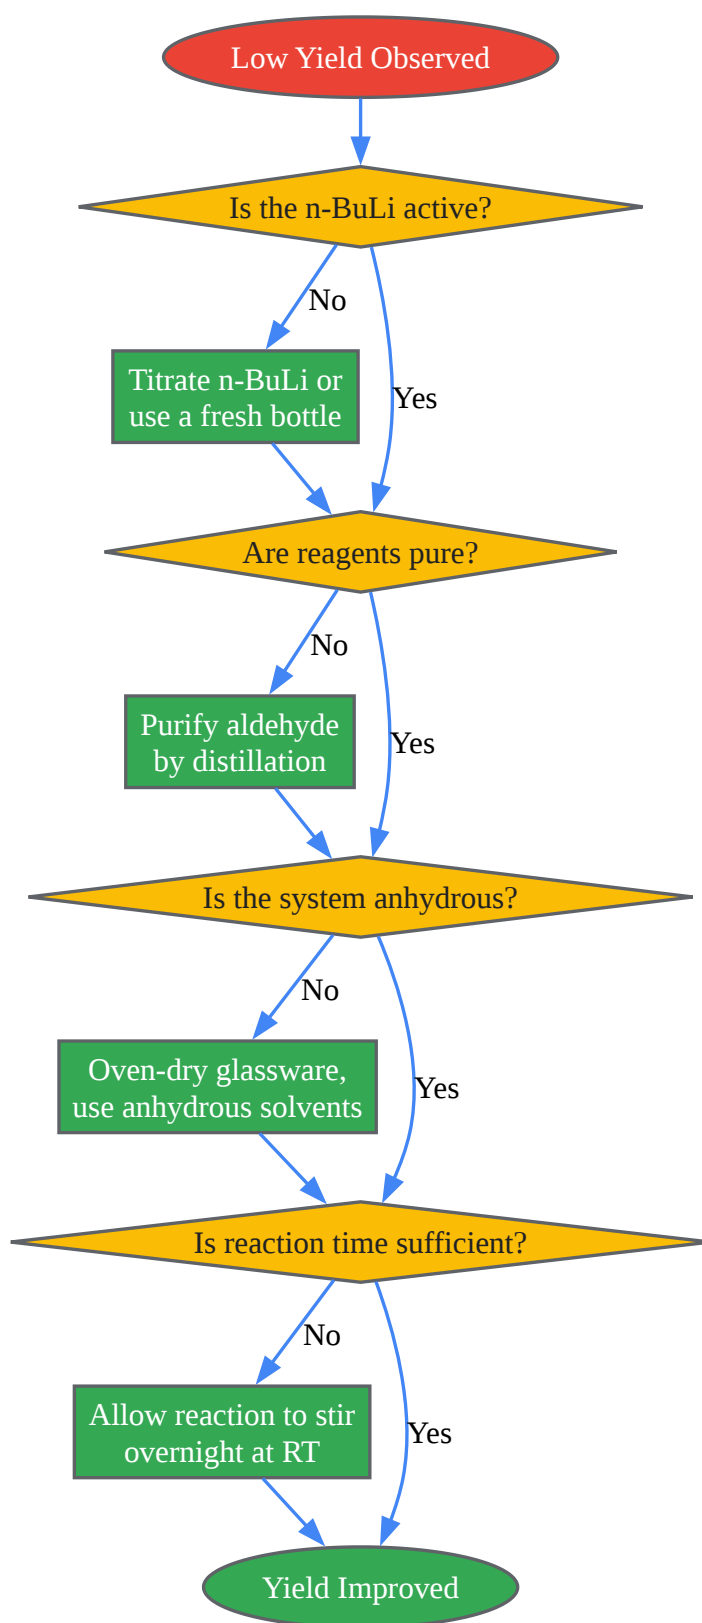 Low Yield Observed
Is the n-BuLi active?
No
Titrate n-BuLi or
use a fresh bottle
Yes
Are reagents pure?
No
Purify aldehyde
by distillation
Yes
Is the system anhydrous?
No
Oven-dry glassware,
use anhydrous solvents
Yes
Is reaction time sufficient?
No
Allow reaction to stir
overnight at RT
Yes
Yield Improved